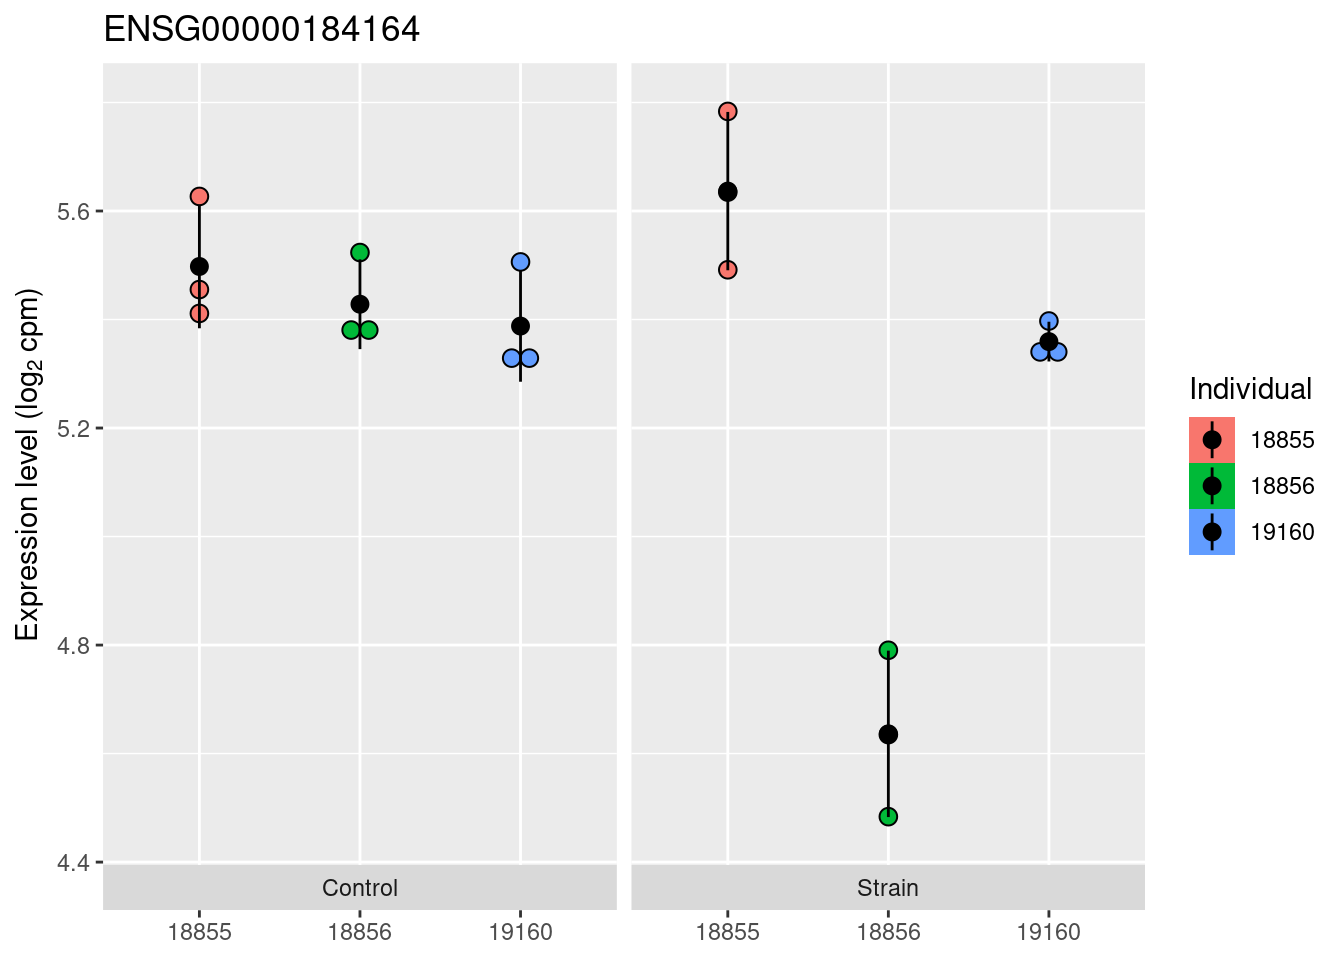 ENSG00000184164
Expression level (log2 cpm)
5.6
5.2
4.8
4.4
Control
Strain
18855
18856
19160
18855
18856
19160
Individual
18855
18856
19160